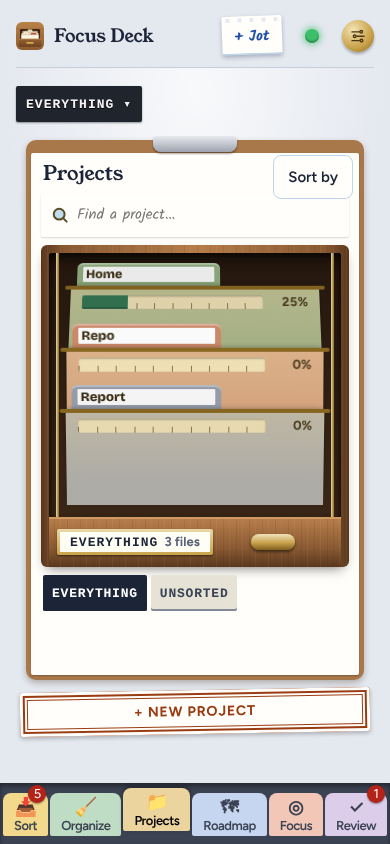 Focus Deck
+ Jot
EVERYTHING ▾
Projects
Sort by
Find a project...
Home
25%
Repo
0%
Report
0%
EVERYTHING 3 files
EVERYTHING
UNSORTED
+ NEW PROJECT
5
1
Sort
Organize
Projects
Roadmap
Focus
Review